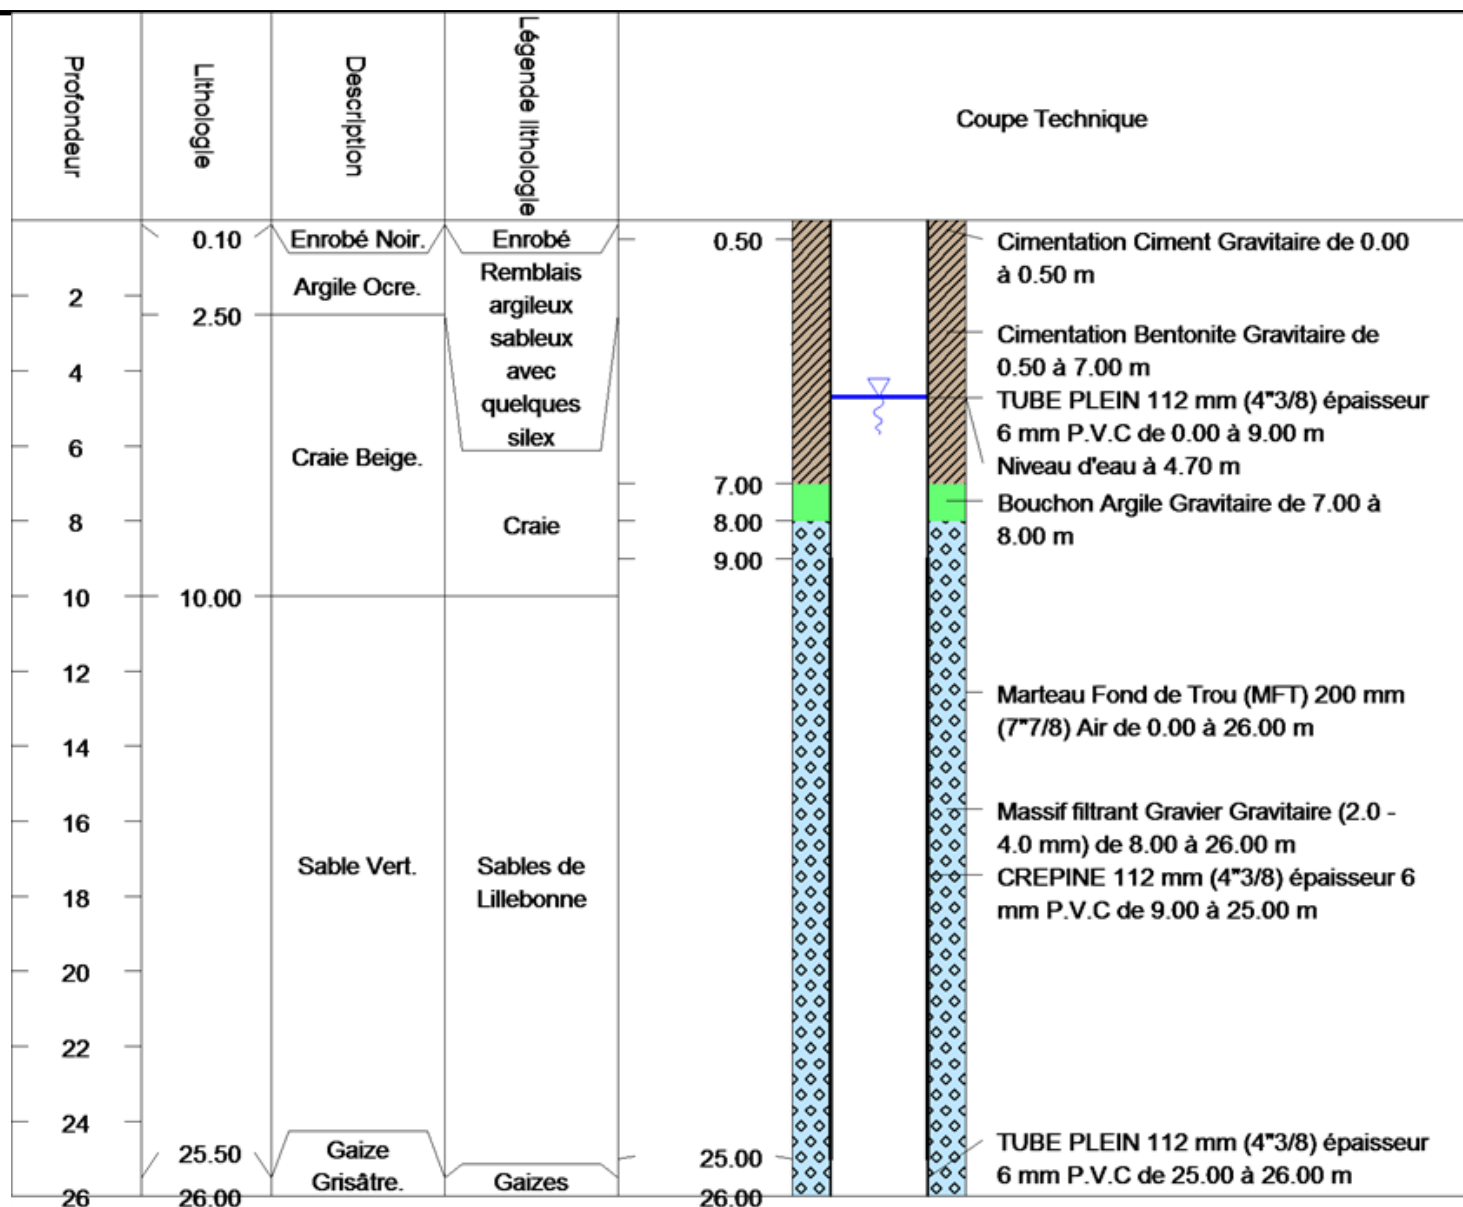 Profondeur
Lithologie
Description
Légende lithologie
Coupe Technique
0.10
Enrobé Noir.
Enrobé
0.50
Cimentation Ciment Gravitaire de 0.00
à 0.50 m
Remblais
argileux
sableux
avec
quelques
silex
Argile Ocre.
2
2.50
Cimentation Bentonite Gravitaire de
0.50 à 7.00 m
4
TUBE PLEIN 112 mm (4"3/8) épaisseur
6 mm P.V.C de 0.00 à 9.00 m
6
Craie Beige.
Niveau d'eau à 4.70 m
7.00
Bouchon Argile Gravitaire de 7.00 à
8.00 m
8
Craie
8.00
9.00
10
10.00
12
Marteau Fond de Trou (MFT) 200 mm
(7"7/8) Air de 0.00 à 26.00 m
14
16
Massif filtrant Gravier Gravitaire (2.0 -
4.0 mm) de 8.00 à 26.00 m
Sable Vert.
Sables de
Lillebonne
CREPINE 112 mm (4"3/8) épaisseur 6
mm P.V.C de 9.00 à 25.00 m
18
20
22
24
25.50
Gaize
Grisâtre.
Gaizes
25.00
TUBE PLEIN 112 mm (4"3/8) épaisseur
6 mm P.V.C de 25.00 à 26.00 m
26
26.00
26.00